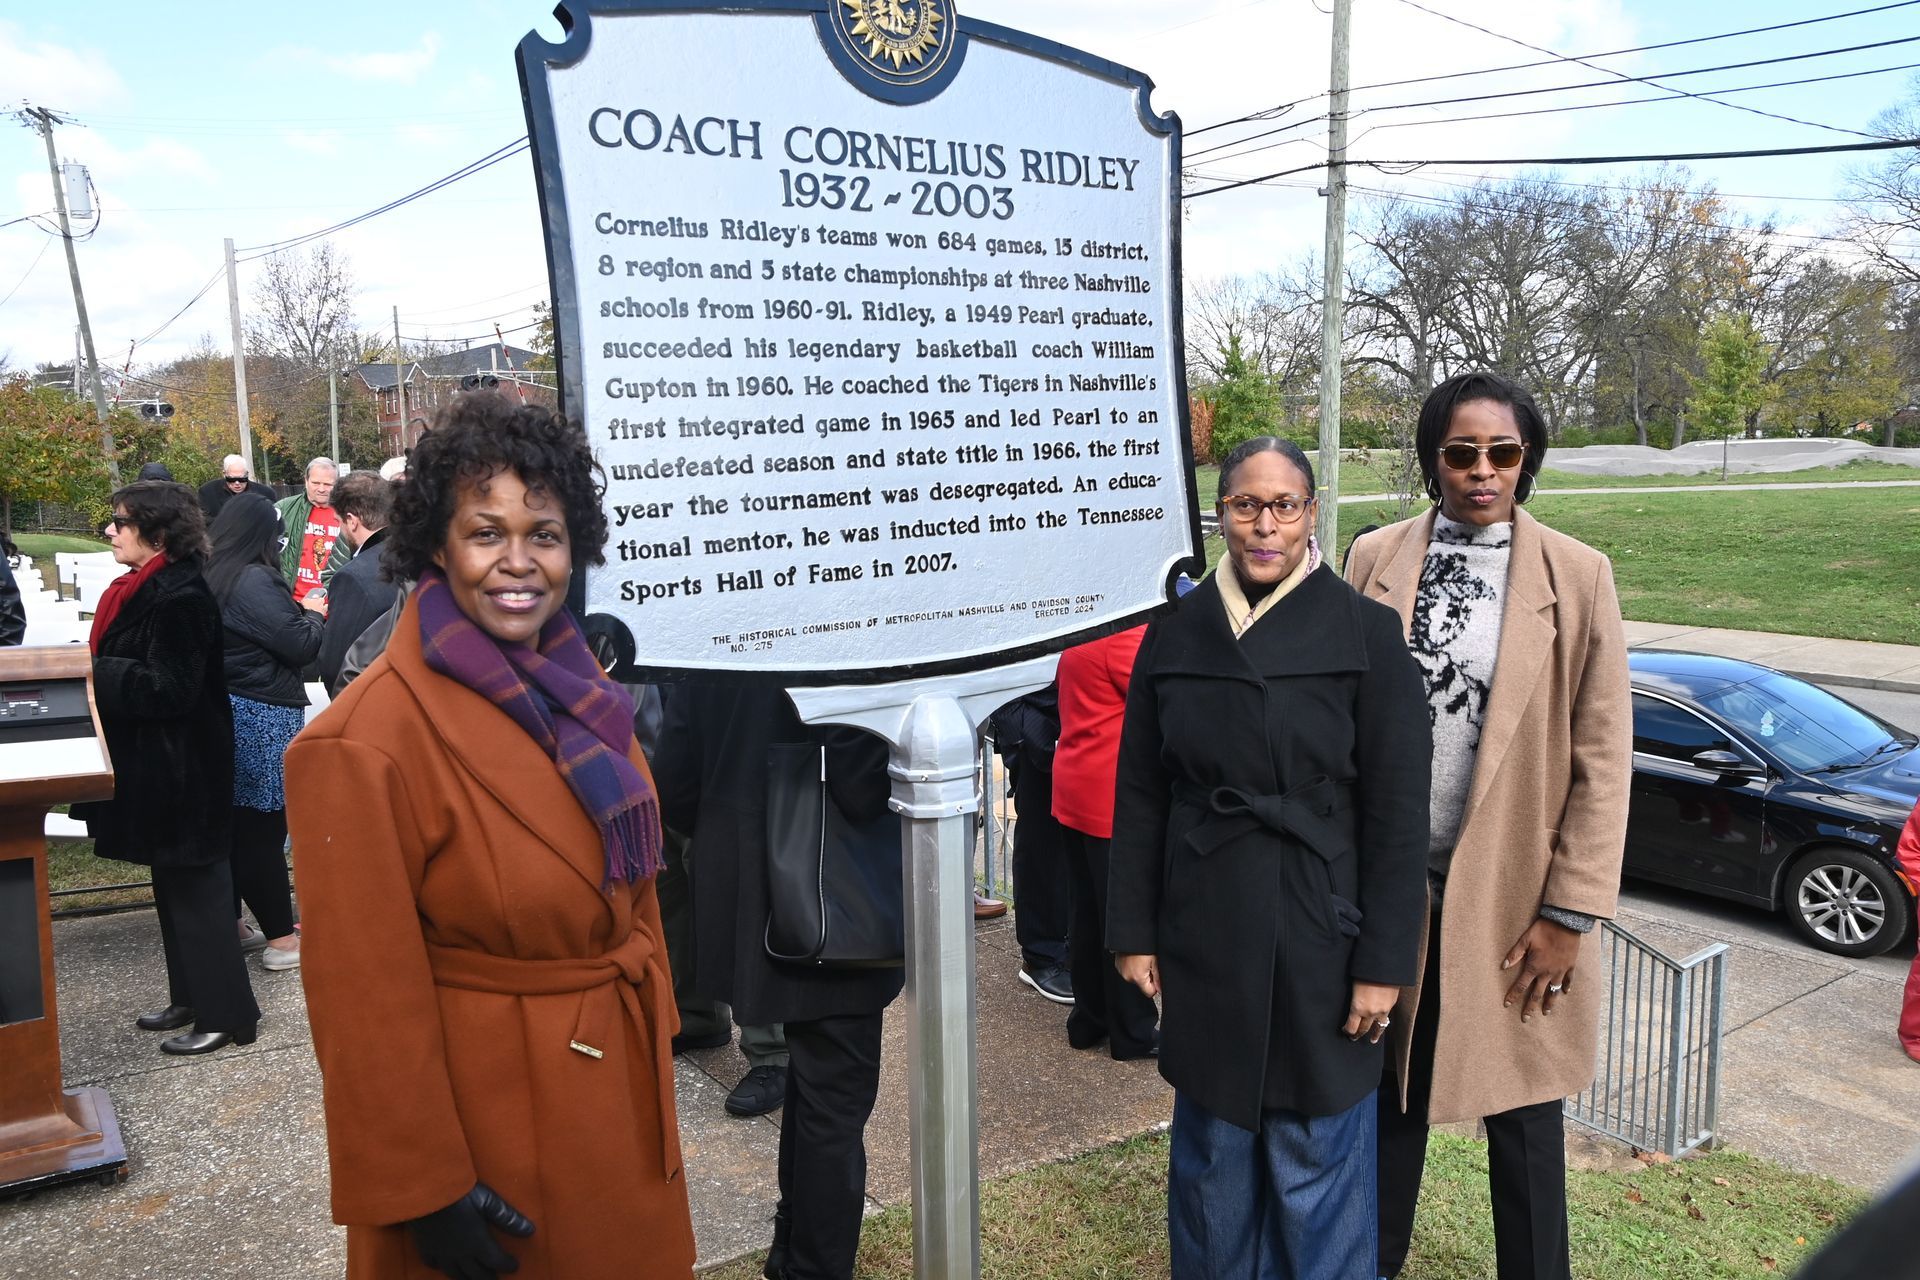 COACH CORNELIUS RIDLEY
1932 ~ 2003
Cornelius Ridley's teams won 684 games, 15 district,
8 region and 5 state championships at three Nashville
schools from 1960-91. Ridley, a 1949 Pearl graduate,
succeeded his legendary basketball coach William
Gupton in 1960. He coached the Tigers in Nashville's
first integrated game in 1965 and led Pearl to an
undefeated season and state title in 1966, the first
year the tournament was desegregated. An educa-
tional mentor, he was inducted into the Tennessee
Sports Hall of Fame in 2007.
THE HISTORICAL COMMISSION OF METROPOLITAN NASHVILLE AND DAVIDSON COUNTY
NO. 275 ERECTED 2024